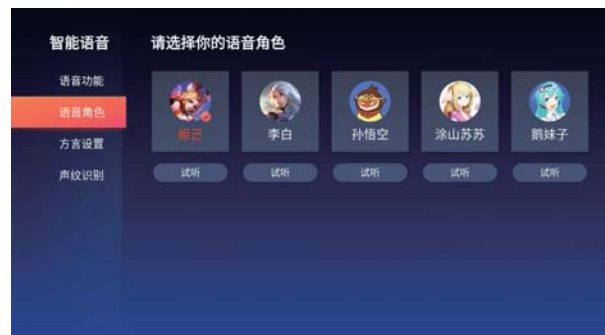 智能语音
语音功能
语音角色
方言设置
声纹识别
请选择你的语音角色
妲己
李白
孙悟空
涂山苏苏
鹅妹子
试听
试听
试听
试听
试听